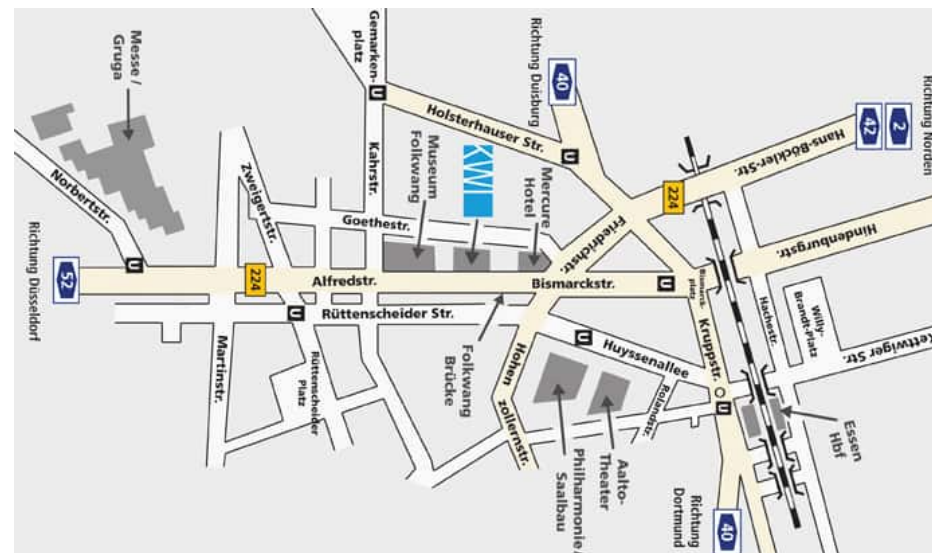 Richtung Norden
2
42
Hans-Böckler-Str.
224
Hindenburgstr.
Richtung Duisburg
40
Gemarken-
platz
U
Holsterhauser Str.
U
Friedrichstr.
Bismarck-
platz
Hachestr.
Willy-
Brandt-Platz
Kettwiger Str.
Messe /
Gruga
Kahrstr.
Museum
Folkwang
KWI
Mercure
Hotel
Zweigertstr.
Goethestr.
Norbertstr.
U
Richtung Düsseldorf
52
224
Alfredstr.
Bismarckstr.
U
Kruppstr.
U
Rüttenscheider Str.
U
Huyssenallee
Rolandstr.
U
Essen
Hbf
Martinstr.
Rüttenscheider
Platz
Folkwang
Brücke
Hohen
zollernstr.
Aalto-
Theater
Philharmonie/
Saalbau
Richtung
Dortmund
40